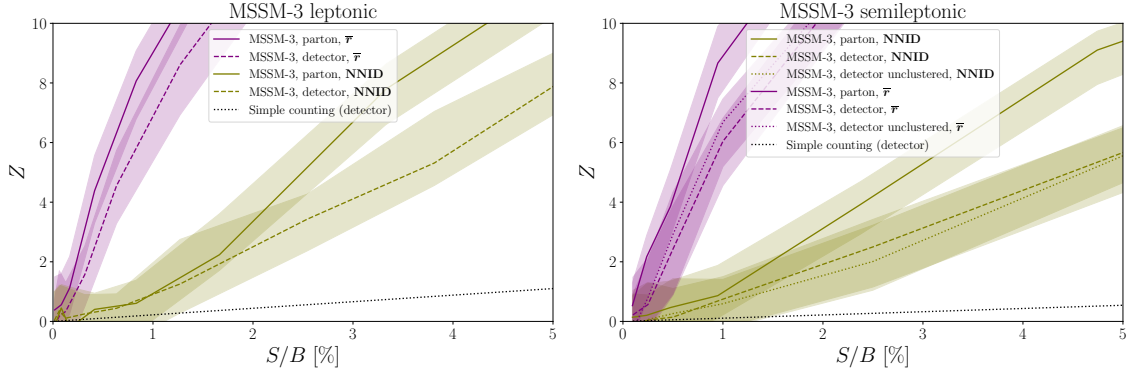 MSSM-3 leptonic
10
8
6
4
2
0
Z
MSSM-3, parton, r̅
MSSM-3, detector, r̅
MSSM-3, parton, NNID
MSSM-3, detector, NNID
Simple counting (detector)
0 1 2 3 4 5
S/B [%]
MSSM-3 semileptonic
10
8
6
4
2
0
Z
MSSM-3, parton, NNID
MSSM-3, detector, NNID
MSSM-3, detector unclustered, NNID
MSSM-3, parton, r̅
MSSM-3, detector, r̅
MSSM-3, detector unclustered, r̅
Simple counting (detector)
0 1 2 3 4 5
S/B [%]